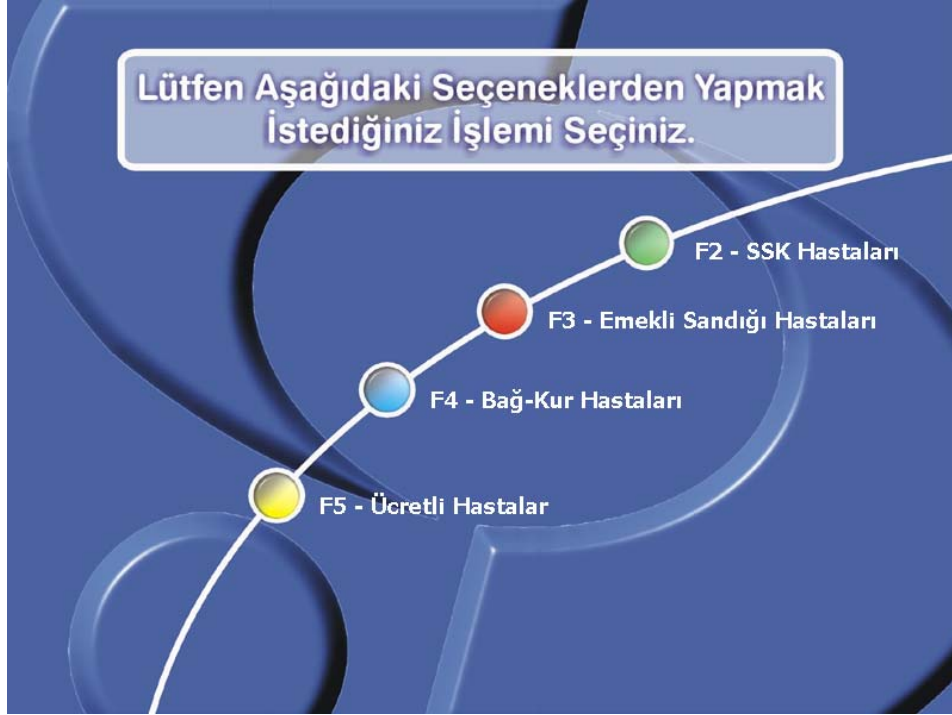 Lütfen Aşağıdaki Seçeneklerden Yapmak
İstediğiniz İşlemi Seçiniz.
F2 - SSK Hastaları
F3 - Emekli Sandığı Hastaları
F4 - Bağ-Kur Hastaları
F5 - Ücretli Hastalar